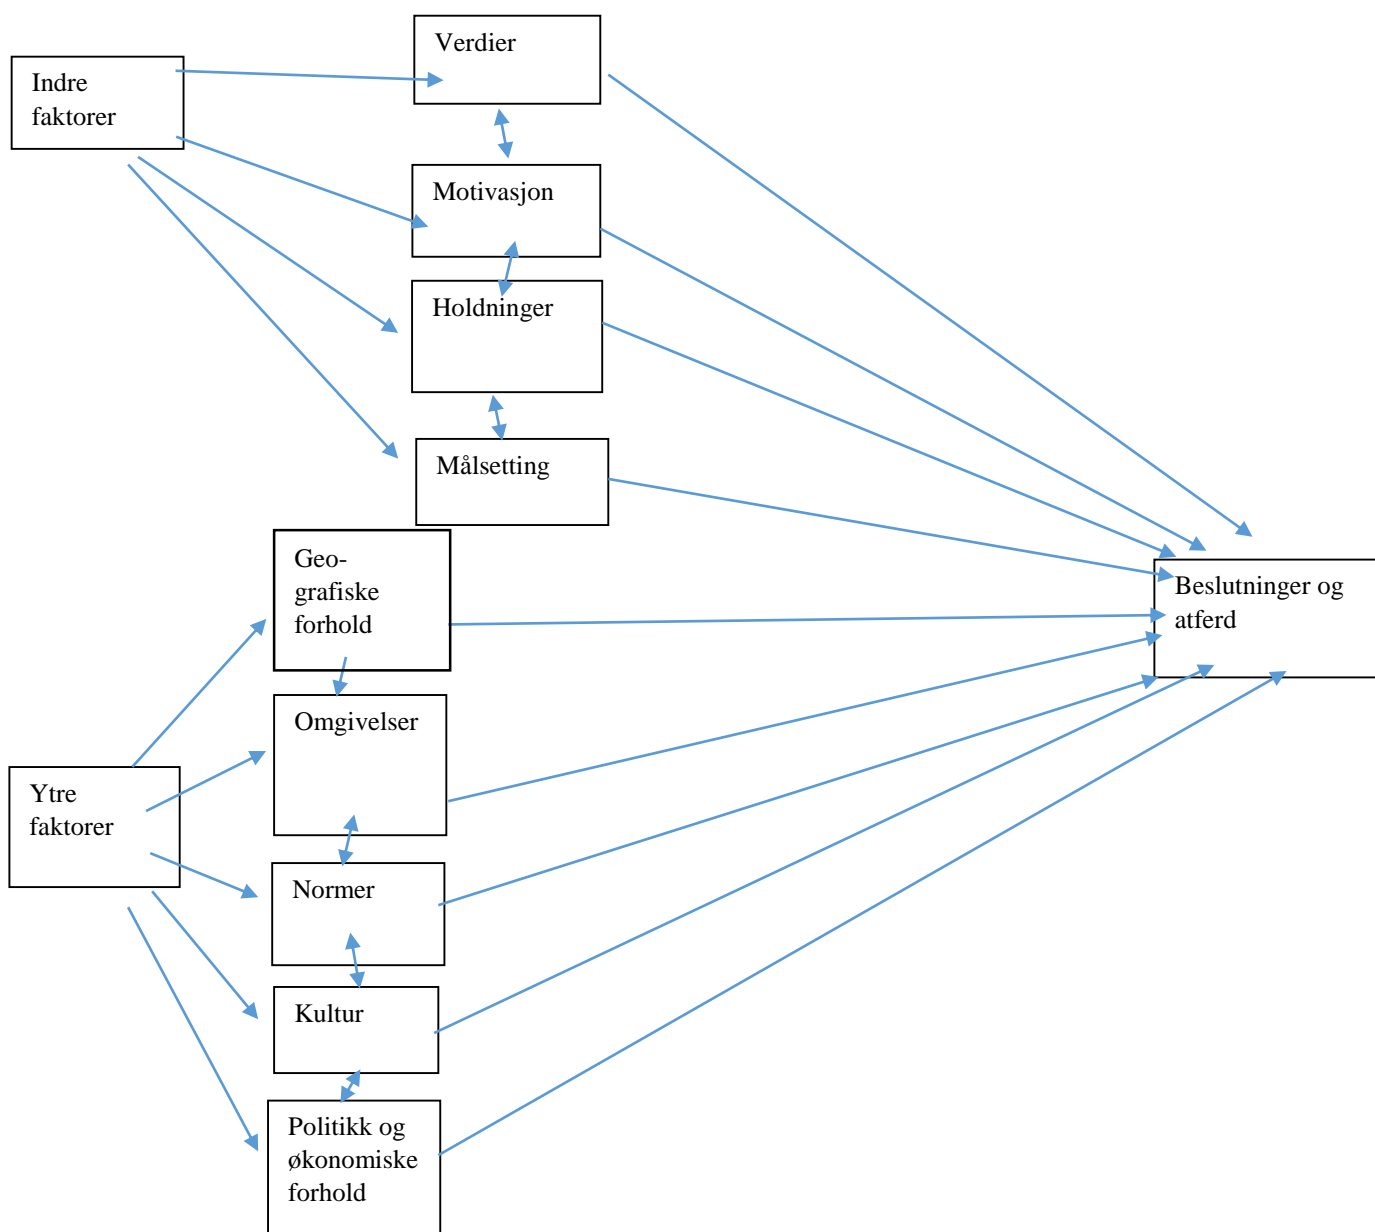 Verdier
Indre
faktorer
Motivasjon
Holdninger
Målsetting
Geo-
grafiske
forhold
Beslutninger og
atferd
Omgivelser
Ytre
faktorer
Normer
Kultur
Politikk og
økonomiske
forhold